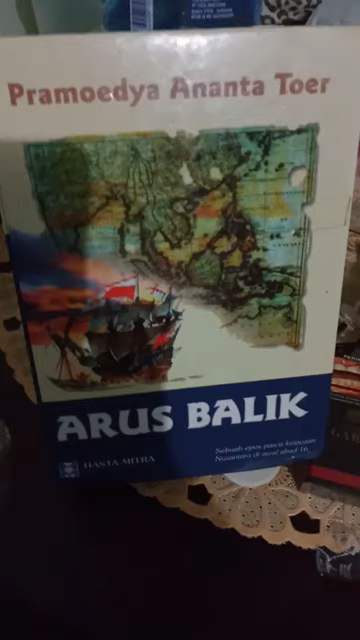 Pramoedya Ananta Toer
ARUS BALIK
HASTA MITRA
Sebuah epos pasca kejayaan
Nusantara di awal abad 16